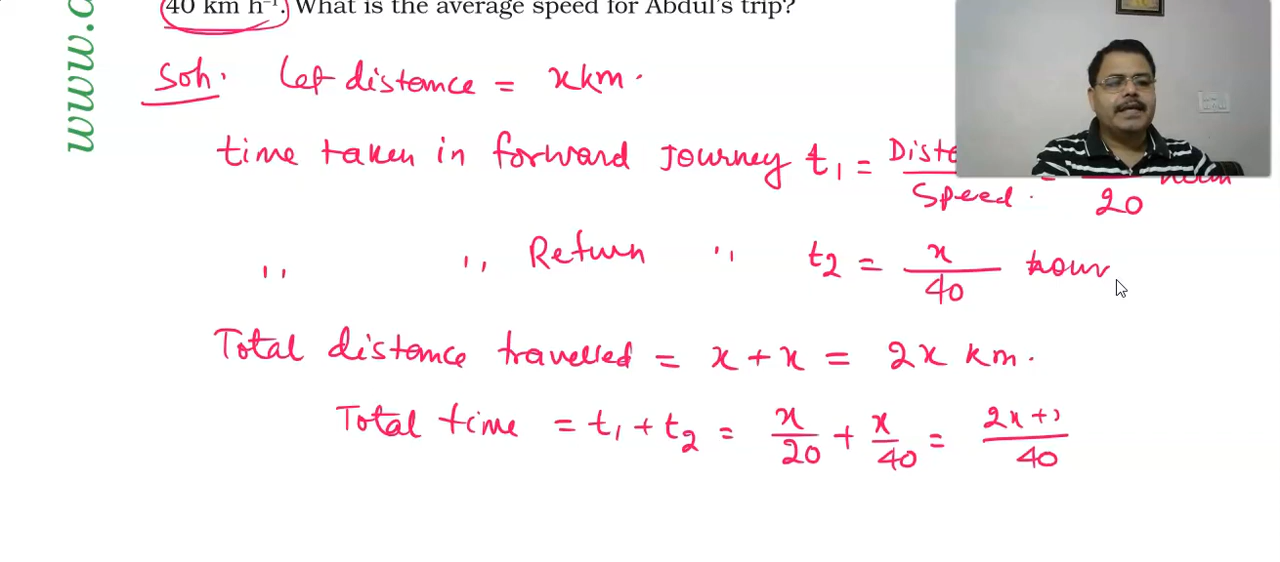 40 km h⁻¹. What is the average speed for Abdul's trip?
www.
Soln. Let distance = x km.
time taken in forward Journey t₁ = Dist / Speed = / 20 hour
,, ,, Return ,, t₂ = x/40 hour
Total distance travelled = x + x = 2x km.
Total time = t₁ + t₂ = x/20 + x/40 = 2x + / 40